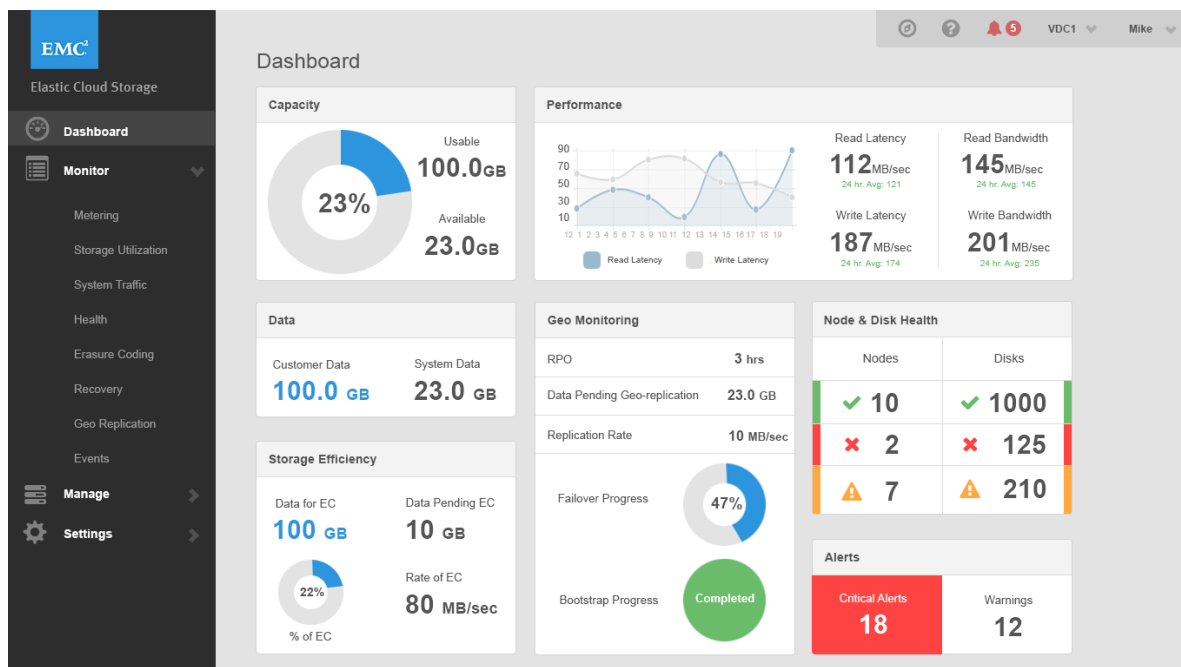 EMC²
Elastic Cloud Storage
Dashboard
Monitor
Metering
Storage Utilization
System Traffic
Health
Erasure Coding
Recovery
Geo Replication
Events
Manage
Settings
5 VDC1 Mike
Dashboard
Capacity
23%
Usable
100.0GB
Available
23.0GB
Performance
90
70
50
30
10
12 1 2 3 4 5 6 7 8 9 10 11 12 13 14 15 16 17 18 19
Read Latency Write Latency
Read Latency
112MB/sec
24 hr. Avg: 121
Read Bandwidth
145MB/sec
24 hr. Avg: 145
Write Latency
187MB/sec
24 hr. Avg: 174
Write Bandwidth
201MB/sec
24 hr. Avg: 235
Data
Customer Data
100.0 GB
System Data
23.0 GB
Storage Efficiency
Data for EC
100 GB
Data Pending EC
10 GB
22%
% of EC
Rate of EC
80 MB/sec
Geo Monitoring
RPO 3 hrs
Data Pending Geo-replication 23.0 GB
Replication Rate 10 MB/sec
Failover Progress 47%
Bootstrap Progress Completed
Node & Disk Health
Nodes Disks
10 1000
2 125
7 210
Alerts
Critical Alerts
18
Warnings
12